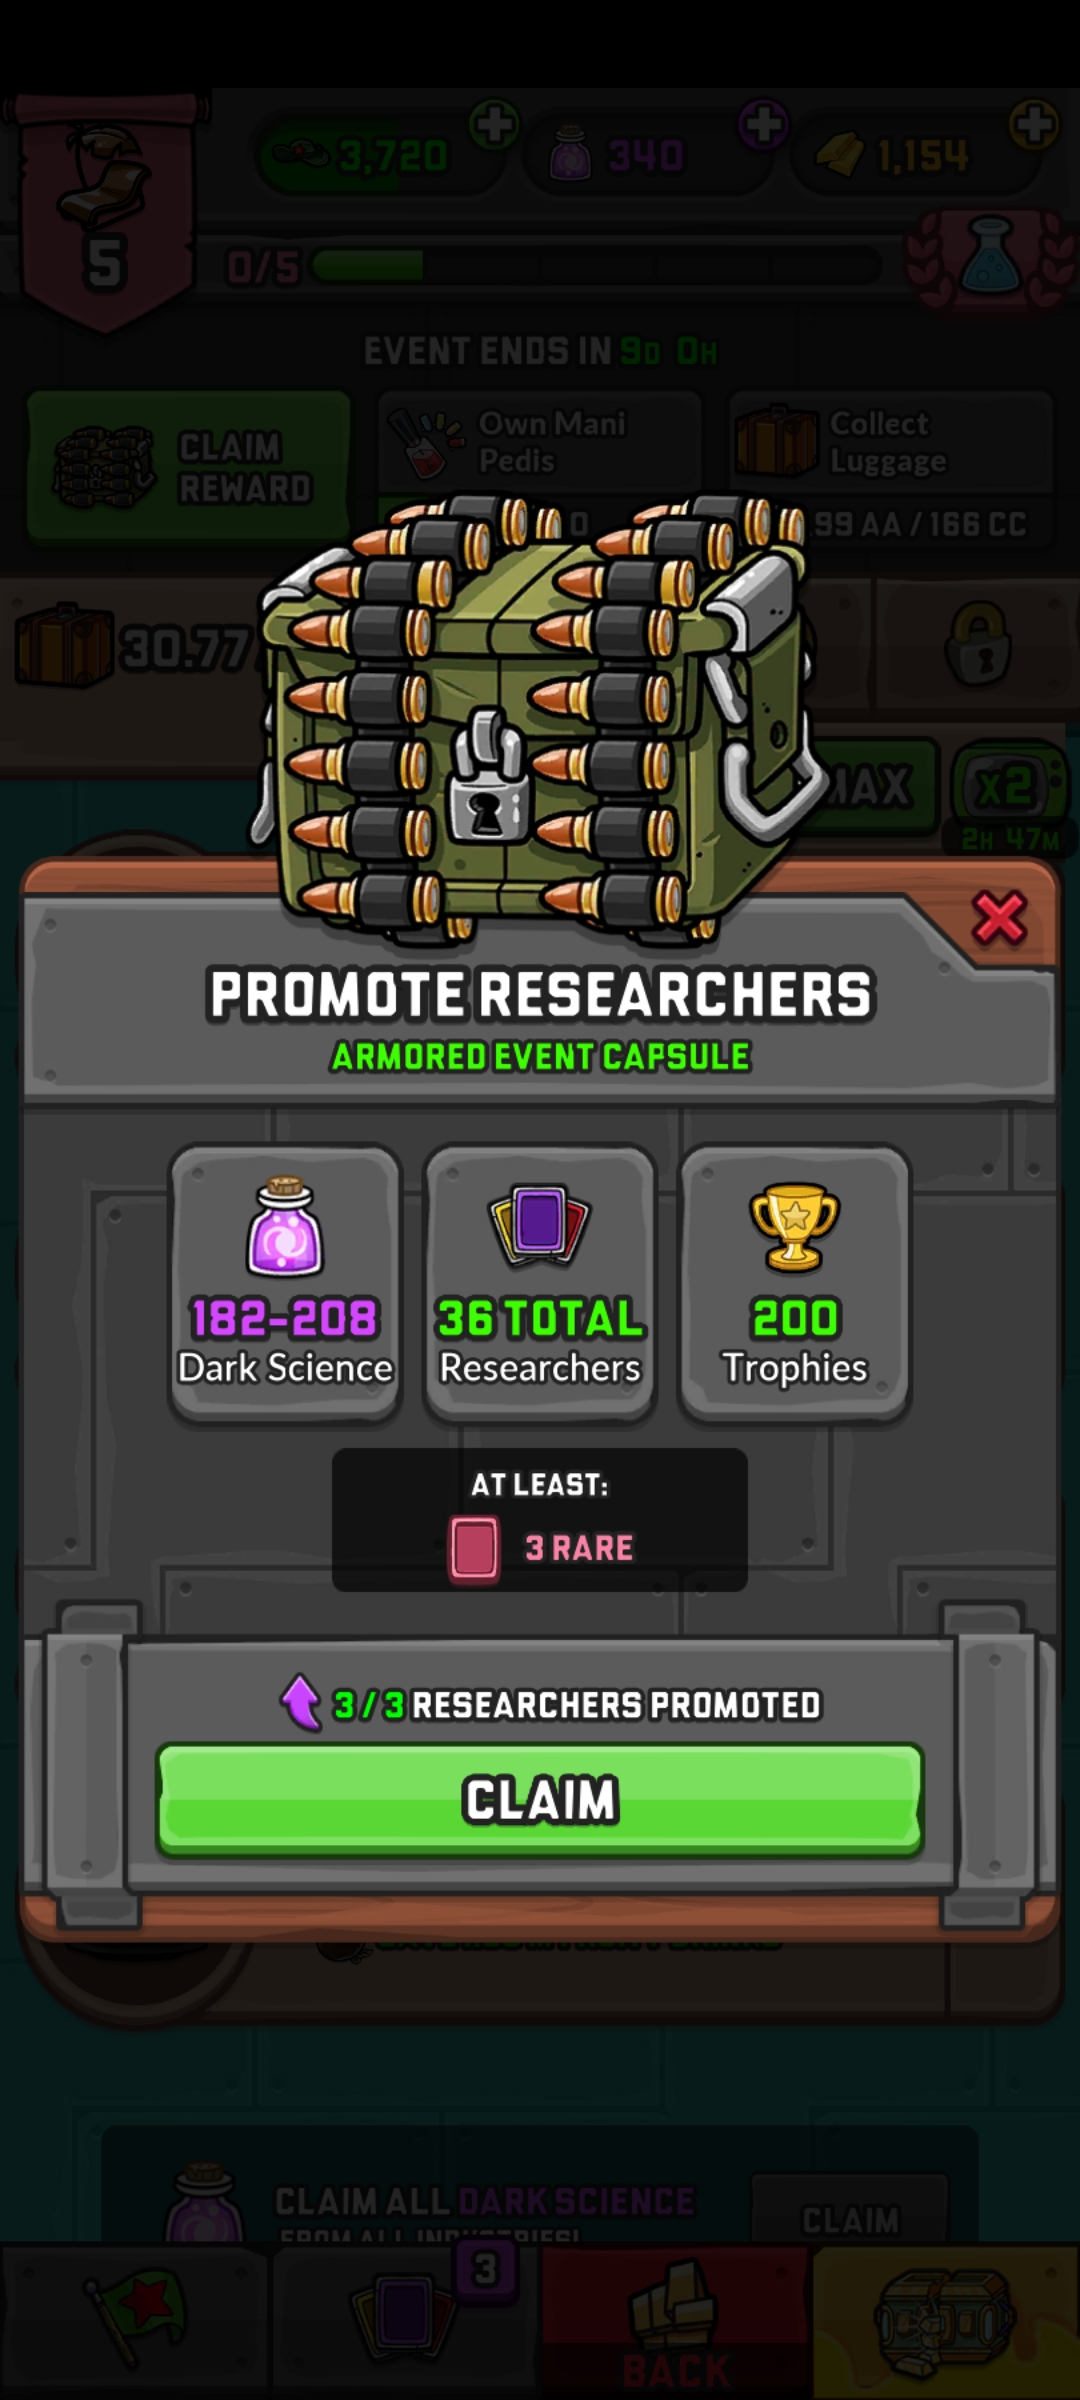 3,720
340
1,154
5
0/5
EVENT ENDS IN 9D 0H
CLAIM
REWARD
Own Mani
Pedis
Collect
Luggage
0
99 AA / 166 CC
30.77
MAX
X2
2H 47M
PROMOTE RESEARCHERS
ARMORED EVENT CAPSULE
182-208
Dark Science
36 TOTAL
Researchers
200
Trophies
AT LEAST:
3 RARE
3/3 RESEARCHERS PROMOTED
CLAIM
CLAIM ALL DARK SCIENCE
FROM ALL INDUSTRIES!
CLAIM
3
BACK